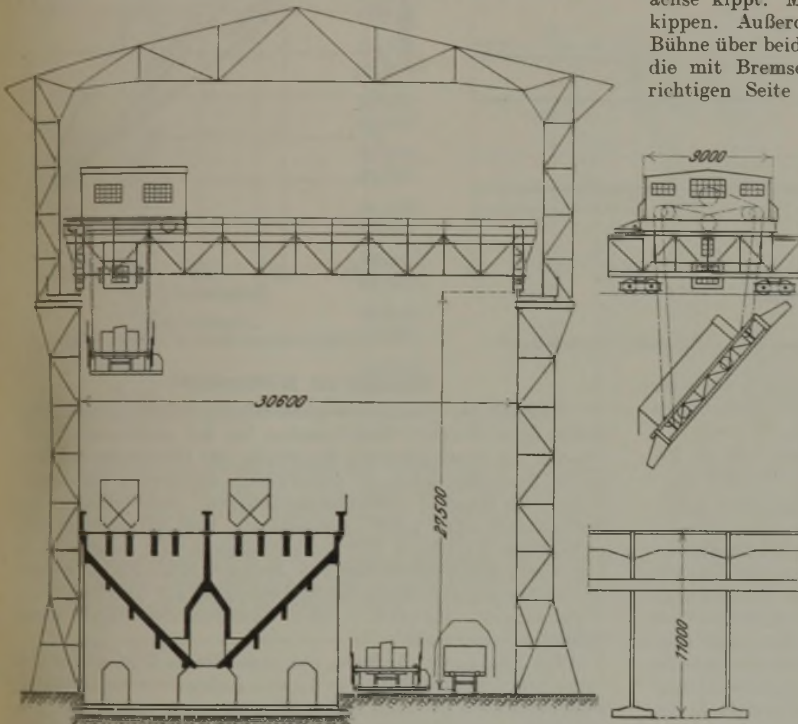 achse kippt. M
kippen. Außerd
Bühne über beid
die mit Bremse
richtigen Seite
9000
30600
27500
11000